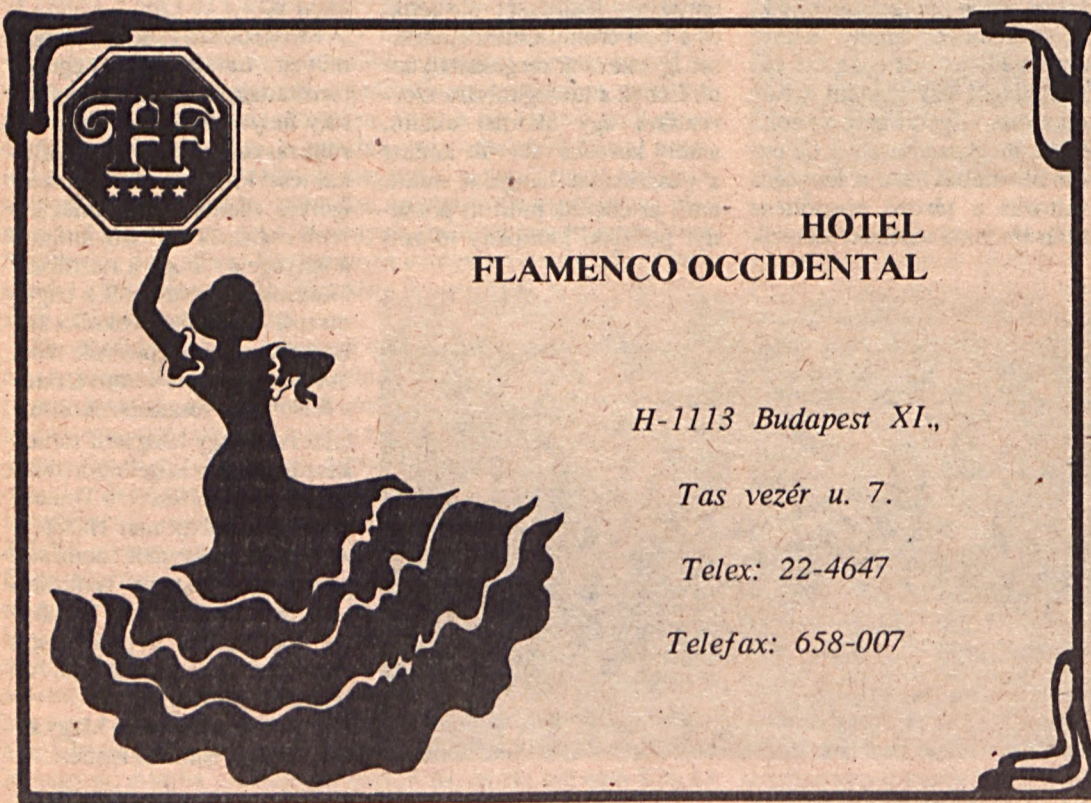 HF
HOTEL
FLAMENCO OCCIDENTAL
H-1113 Budapest XI.,
Tas vezér u. 7.
Telex: 22-4647
Telefax: 658-007